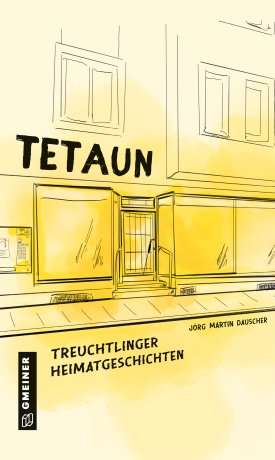 TETAUN
JÖRG MARTIN DAUSCHER
TREUCHTLINGER
HEIMATGESCHICHTEN
GMEINER